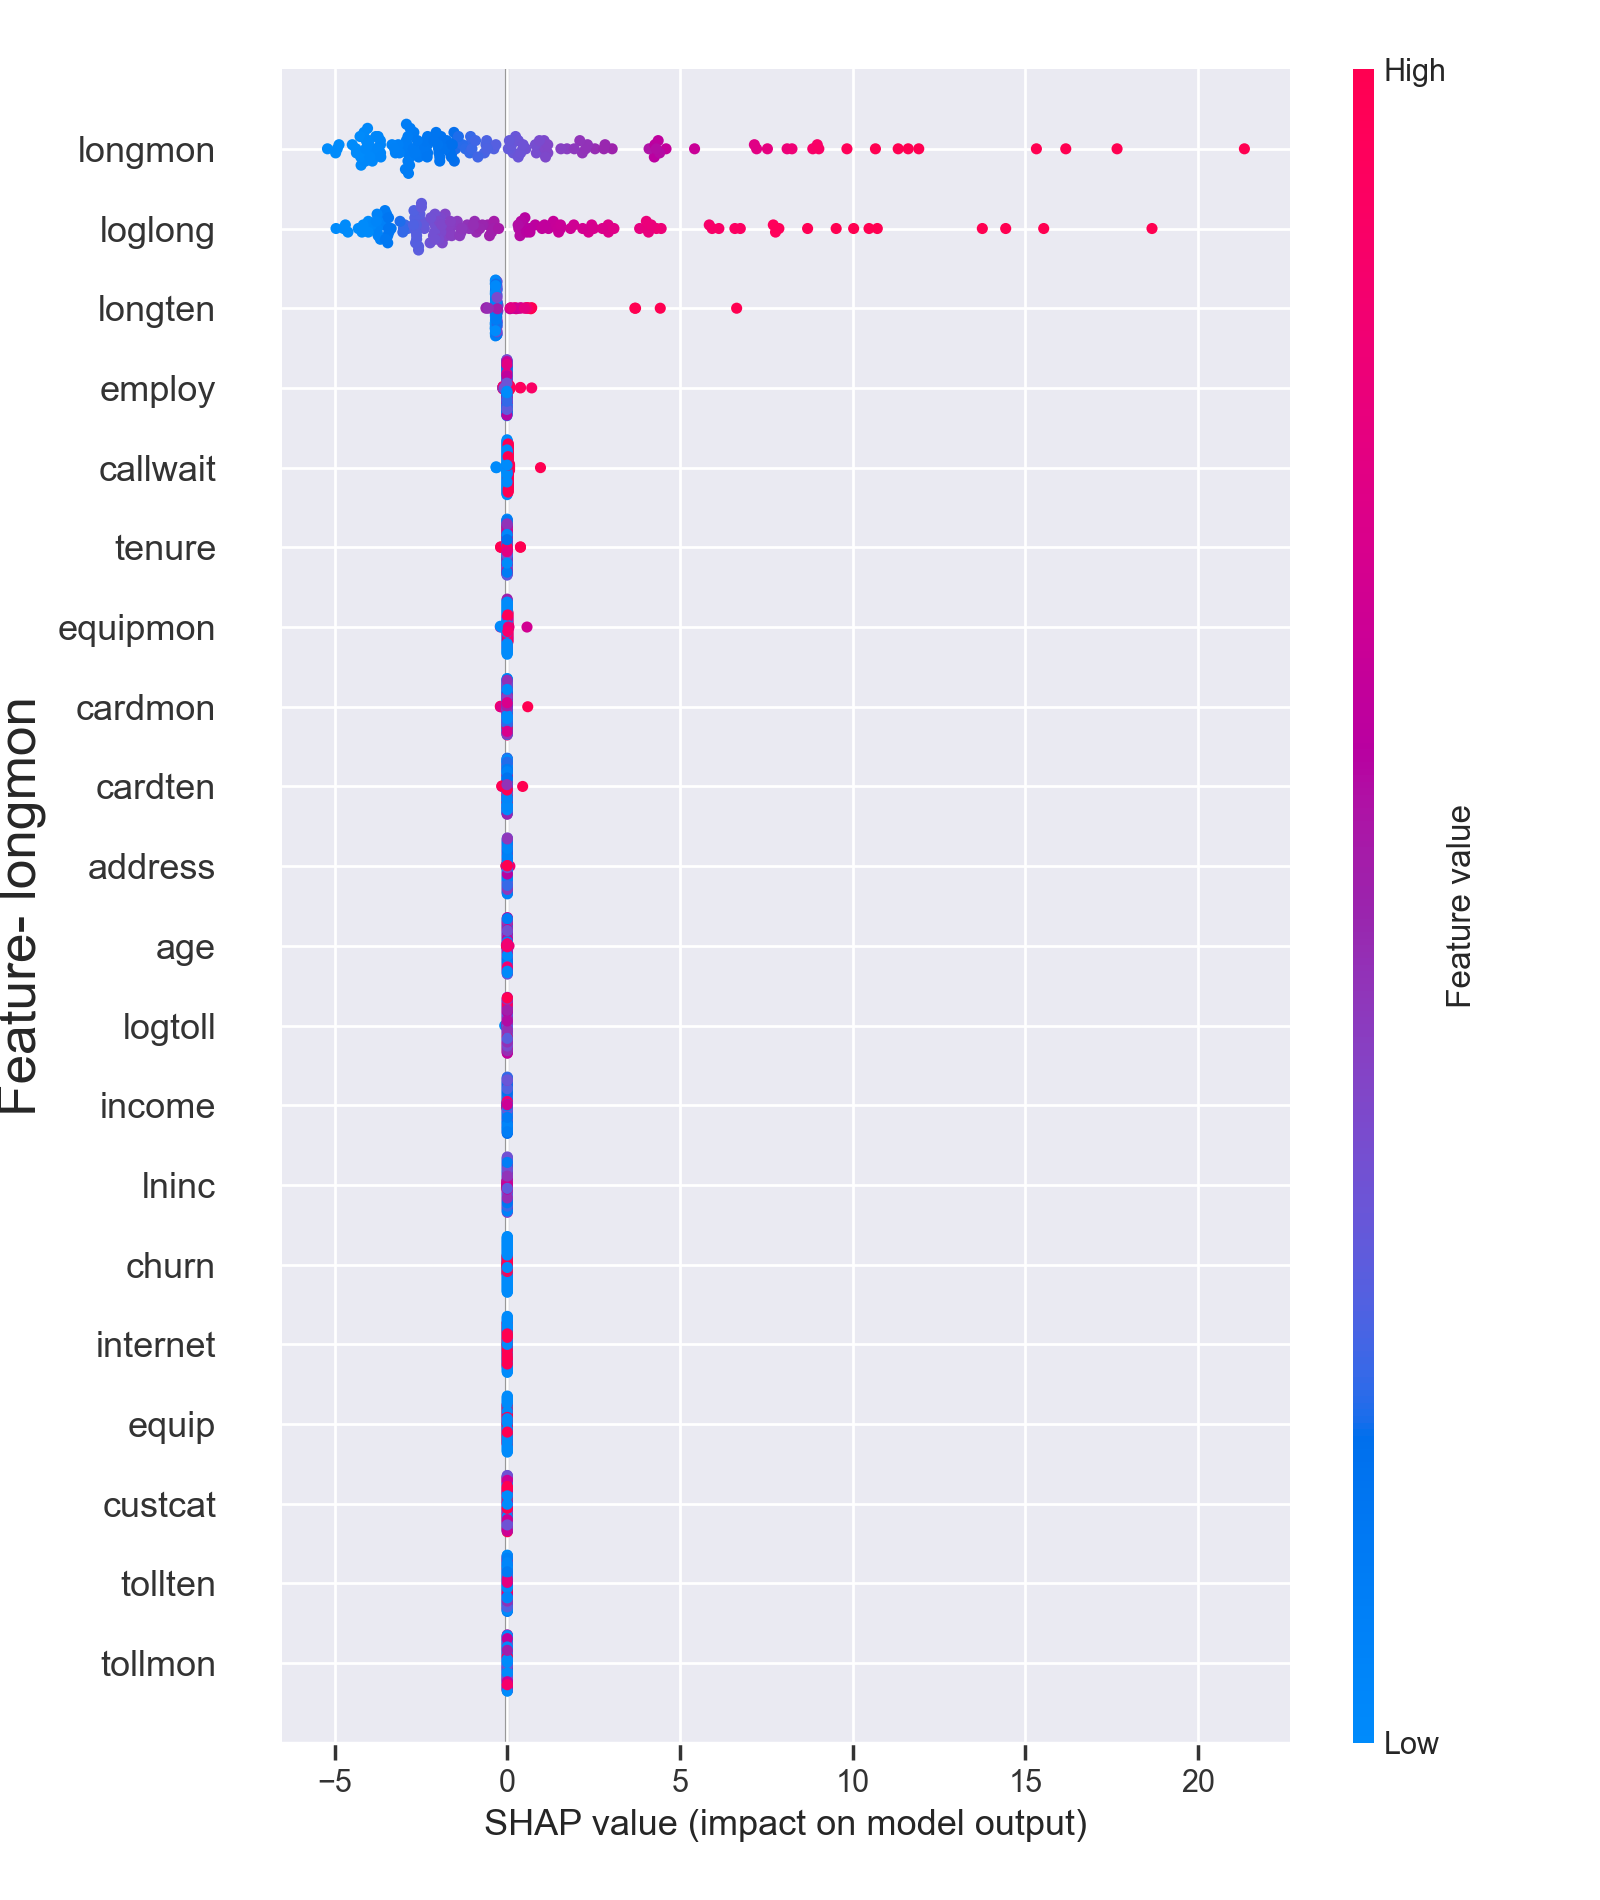 Feature- longmon
longmon
loglong
longten
employ
callwait
tenure
equipmon
cardmon
cardten
address
age
logtoll
income
lninc
churn
internet
equip
custcat
tollten
tollmon
−5 0 5 10 15 20
SHAP value (impact on model output)
High
Feature value
Low